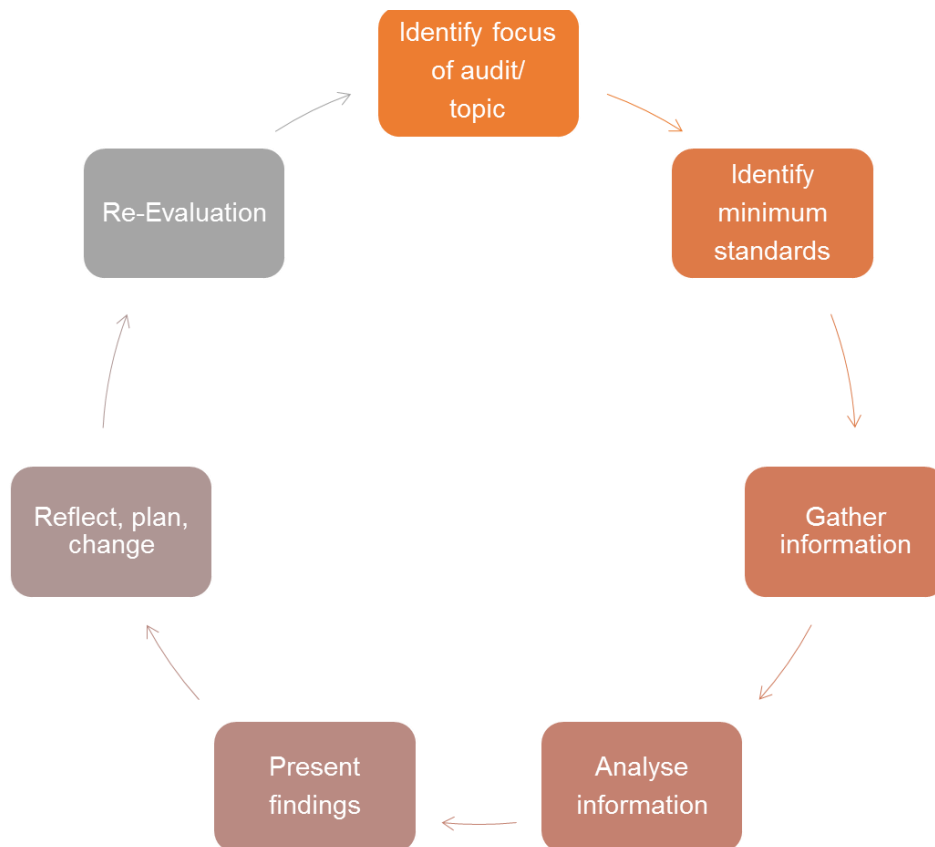 Identify focus
of audit/
topic
Identify
minimum
standards
Gather
information
Analyse
information
Present
findings
Reflect, plan,
change
Re-Evaluation